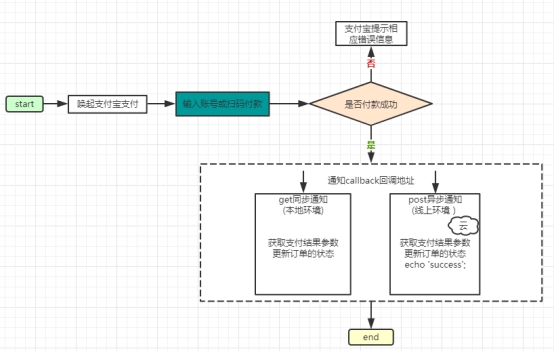 支付宝提示相
应错误信息
否
start
唤起支付宝支付
输入账号或扫码付款
是否付款成功
是
通知callback回调地址
get同步通知
(本地环境)
获取支付结果参数
更新订单的状态
post异步通知
(线上环境 )
云
获取支付结果参数
更新订单的状态
echo 'success';
end